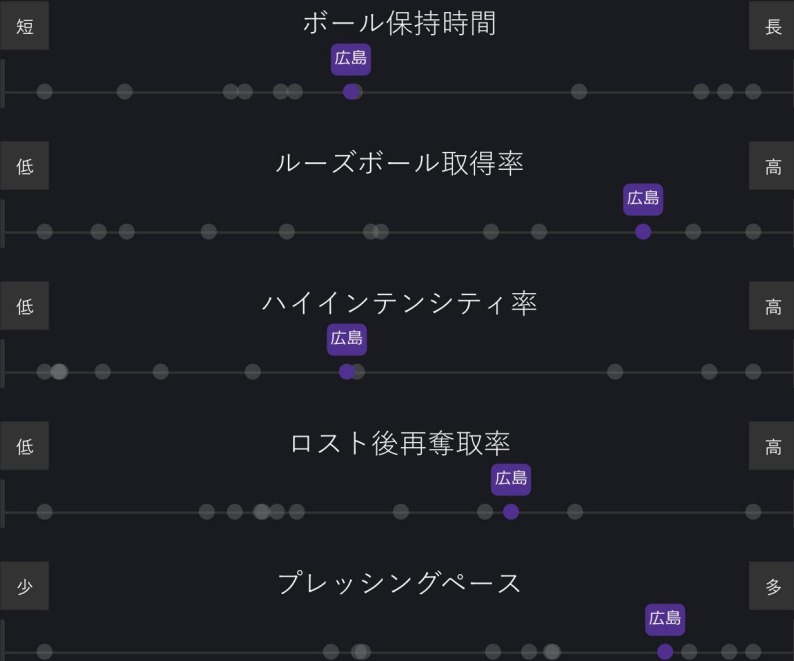 ボール保持時間
短
長
広島
ルーズボール取得率
低
高
広島
ハイインテンシティ率
低
高
広島
ロスト後再奪取率
低
高
広島
プレッシングペース
少
多
広島